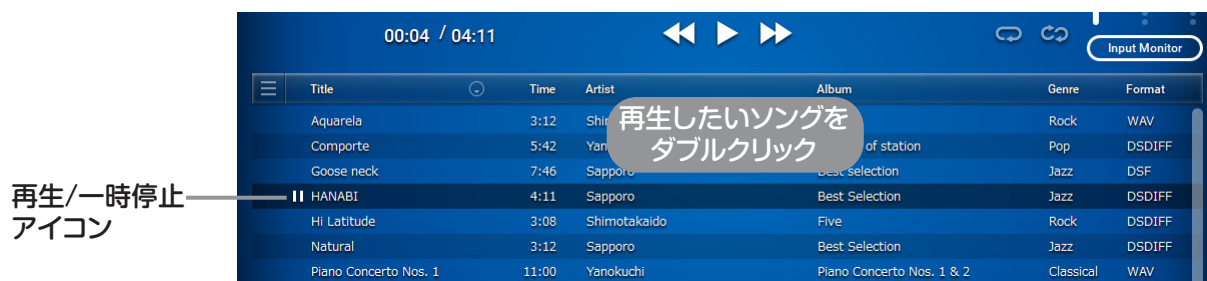 00:04 / 04:11
Input Monitor
Title Time Artist Album Genre Format
再生したいソングを
ダブルクリック
Aquarela 3:12 Rock WAV
Comporte 5:42 of station Pop DSDIFF
Goose neck 7:46 Sapporo Best selection Jazz DSF
再生/一時停止
アイコン
HANABI 4:11 Sapporo Best Selection Jazz DSDIFF
Hi Latitude 3:08 Shimotakaido Five Rock DSDIFF
Natural 3:12 Sapporo Best Selection Jazz DSDIFF
Piano Concerto Nos. 1 11:00 Yanokuchi Piano Concerto Nos. 1 & 2 Classical WAV